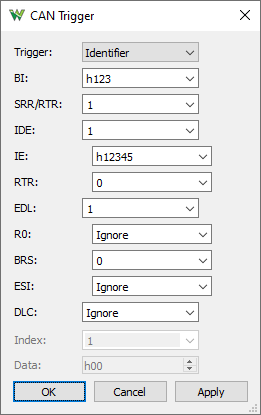 CAN Trigger
Trigger: Identifier
BI: h123
SRR/RTR: 1
IDE: 1
IE: h12345
RTR: 0
EDL: 1
R0: Ignore
BRS: 0
ESI: Ignore
DLC: Ignore
Index: 1
Data: h00
OK Cancel Apply